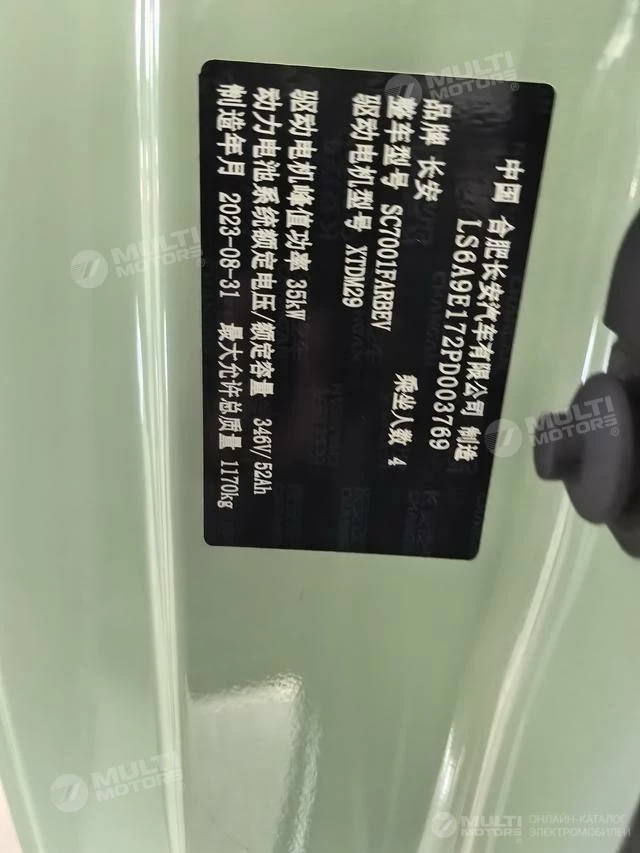 中国 合肥长安汽车有限公司 制造
LS6A9E172PD003769
品牌 长安
整车型号 SC7001FARBEV 乘坐人数 4
驱动电机型号 XTDM29
驱动电机峰值功率 35kW
动力电池系统额定电压/额定容量 346V/52Ah
制造年月 2023-08-31 最大允许总质量 1170kg
MULTI MOTORS®
MULTI MOTORS®
MULTI MOTORS®
MULTI MOTORS®
MULTI MOTORS® ОНЛАЙН-КАТАЛОГ ЭЛЕКТРОМОБИЛЕЙ